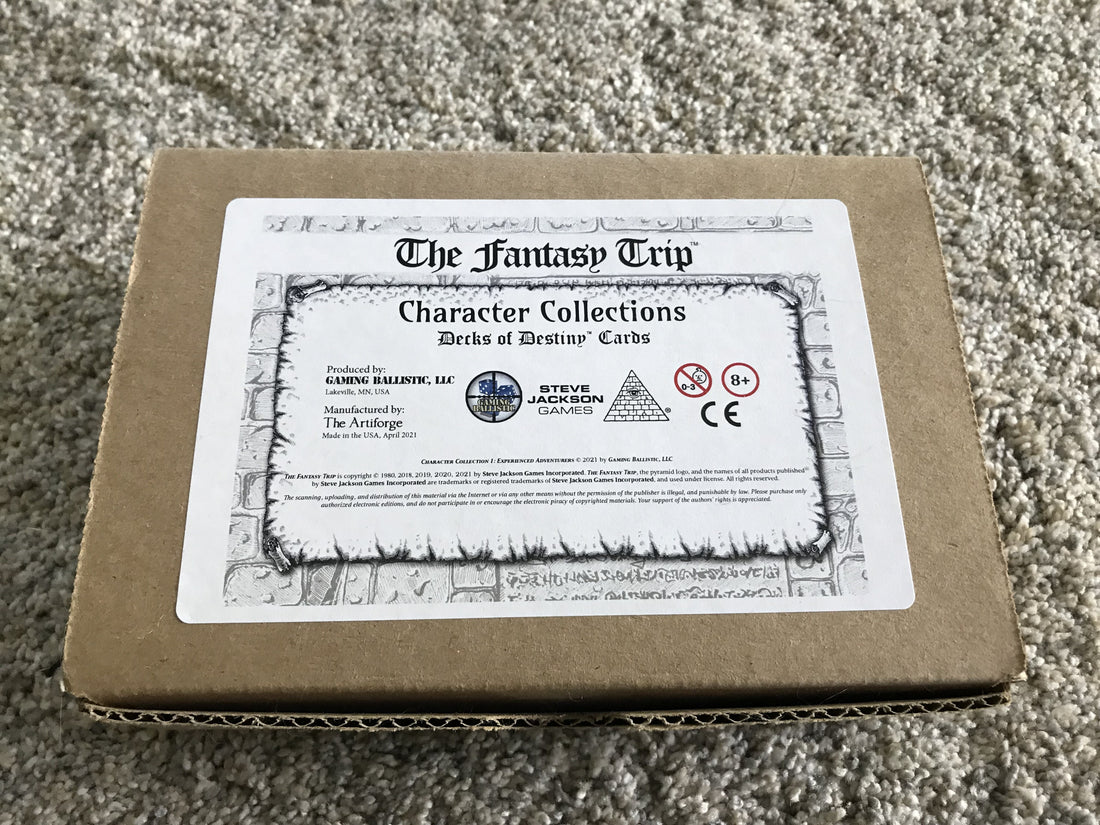 The Fantasy Trip™
Character Collections
Decks of Destiny™ Cards
Produced by:
GAMING BALLISTIC, LLC
Lakeville, MN, USA
Manufactured by:
The Artiforge
Made in the USA, April 2021
GAMING
BALLISTIC
STEVE
JACKSON
GAMES
®
0-3
8+
CE
CHARACTER COLLECTION 1: EXPERIENCED ADVENTURERS © 2021 by GAMING BALLISTIC, LLC
THE FANTASY TRIP is copyright © 1980, 2018, 2019, 2020, 2021 by Steve Jackson Games Incorporated. THE FANTASY TRIP, the pyramid logo, and the names of all products published
by Steve Jackson Games Incorporated are trademarks or registered trademarks of Steve Jackson Games Incorporated, and used under license. All rights reserved.
The scanning, uploading, and distribution of this material via the Internet or via any other means without the permission of the publisher is illegal, and punishable by law. Please purchase only
authorized electronic editions, and do not participate in or encourage the electronic piracy of copyrighted materials. Your support of the authors' rights is appreciated.